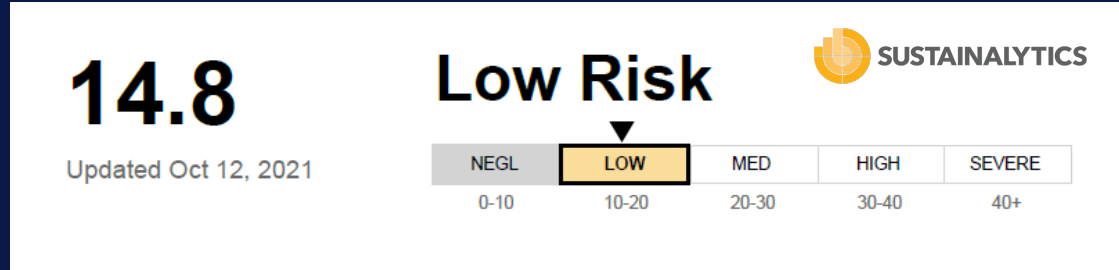 14.8
Updated Oct 12, 2021
Low Risk
SUSTAINALYTICS
NEGL LOW MED HIGH SEVERE
0-10 10-20 20-30 30-40 40+